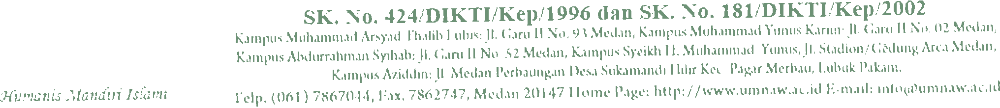 SK. No. 424/DIKTI/Kep/1996 dan SK. No. 181/DIKTI/Kep/2002
Kampus Muhammad Arsyad Thalib Lubis: Jl. Garu II No. 93 Medan, Kampus Muhammad Yunus Karim: Jl. Garu II No. 02 Medan,
Kampus Abdurrahman Syihab: Jl. Garu II No. 52 Medan, Kampus Syeikh H. Muhammad Yunus, Jl. Stadion/Gedung Arca Medan,
Kampus Aziddin: Jl. Medan Perbaungan Desa Sukamandi Hilir Kec. Pagar Merbau, Lubuk Pakam.
Humanis Mandiri Islami
Telp. (061) 7867044, Fax. 7862747, Medan 20147 Home Page: http://www.umnaw.ac.id E-mail: info@umnaw.ac.id